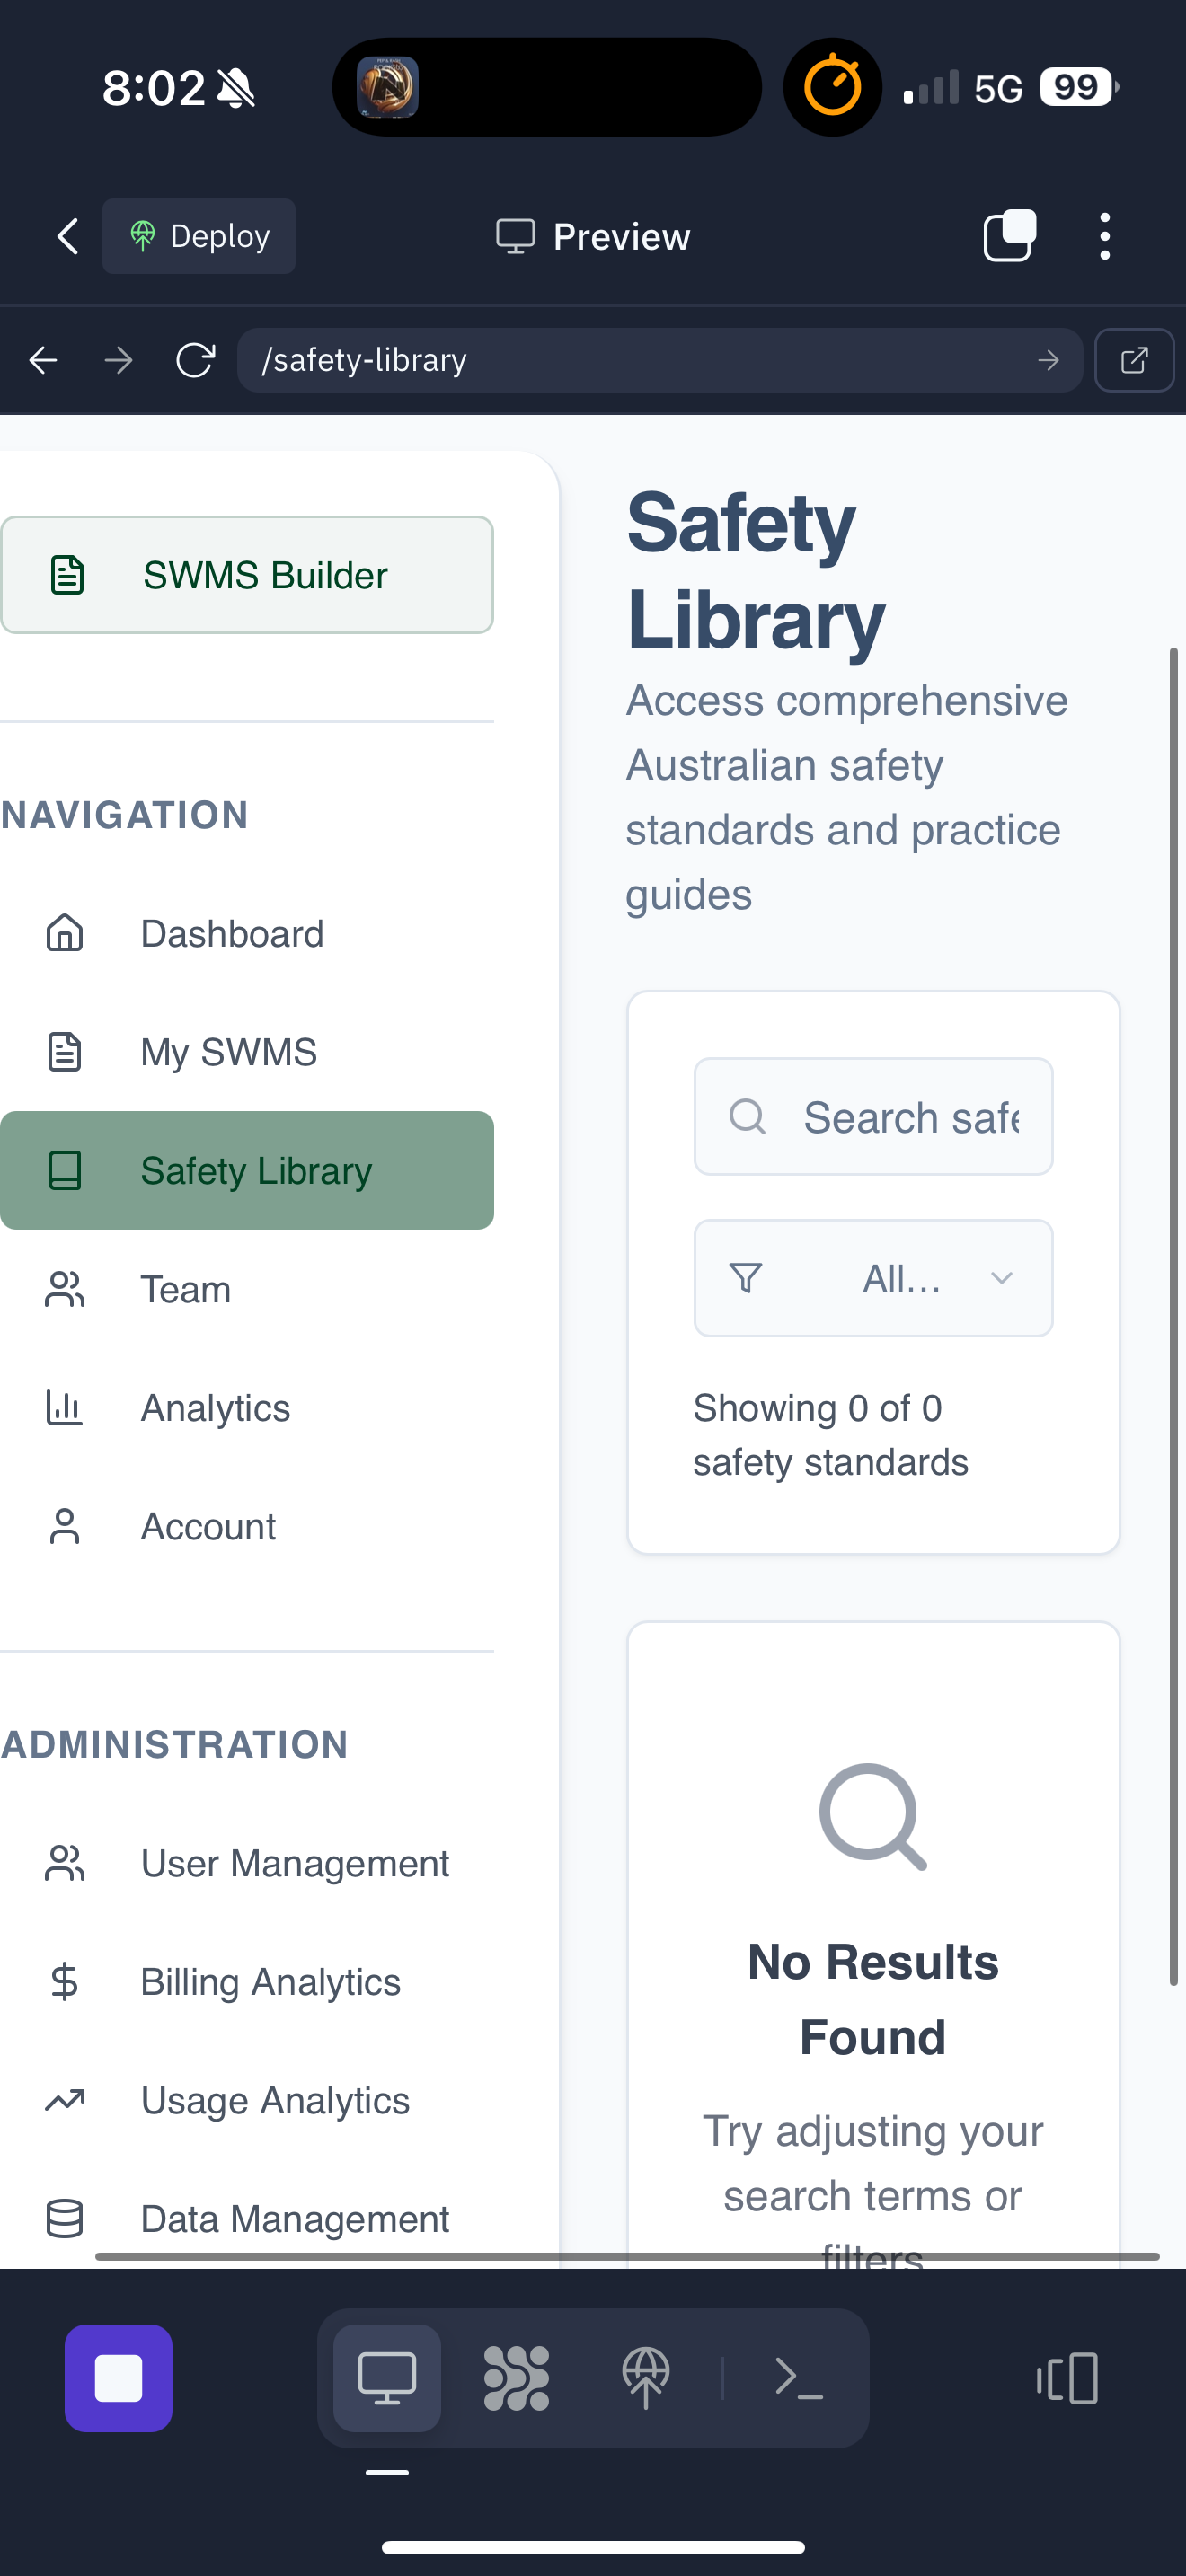 8:02
5G
99
Deploy
Preview
/safety-library
SWMS Builder
NAVIGATION
Dashboard
My SWMS
Safety Library
Team
Analytics
Account
ADMINISTRATION
User Management
Billing Analytics
Usage Analytics
Data Management
Safety
Library
Access comprehensive
Australian safety
standards and practice
guides
Search safe
All...
Showing 0 of 0
safety standards
No Results
Found
Try adjusting your
search terms or
filters